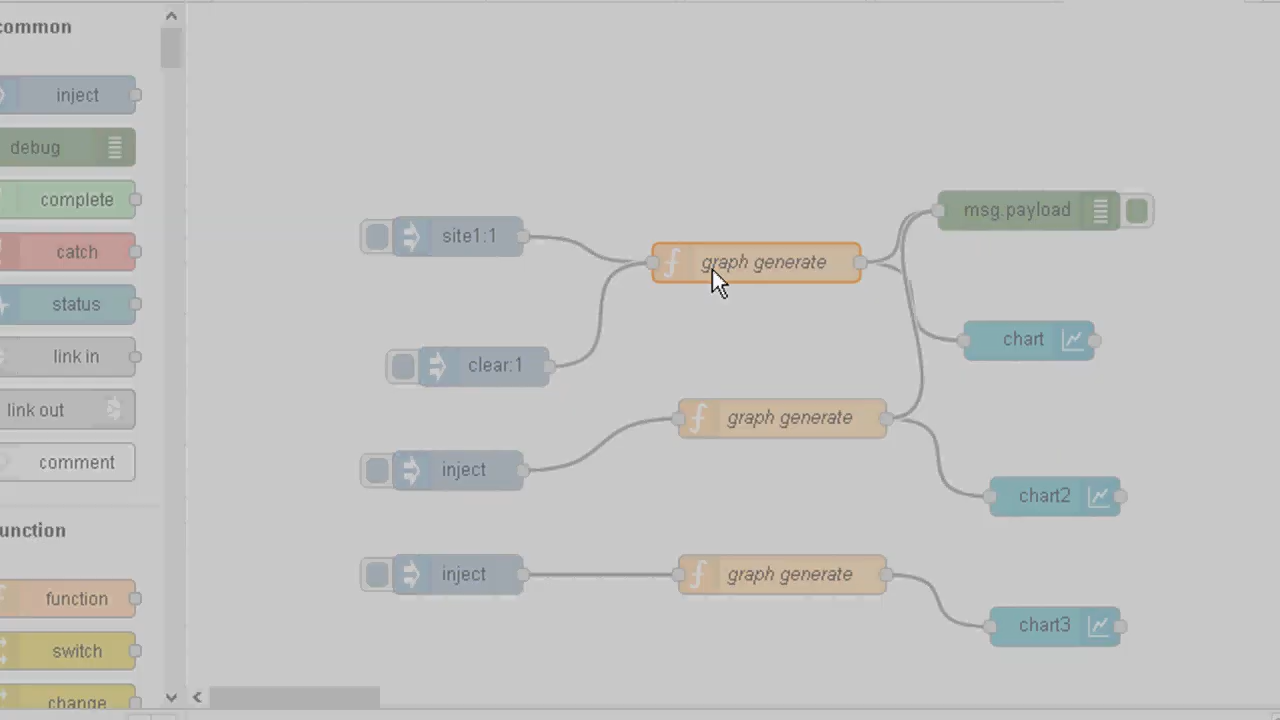 common
inject
debug
complete
catch
status
link in
link out
comment
unction
function
switch
change
site1:1
clear:1
inject
inject
graph generate
graph generate
graph generate
msg.payload
chart
chart2
chart3